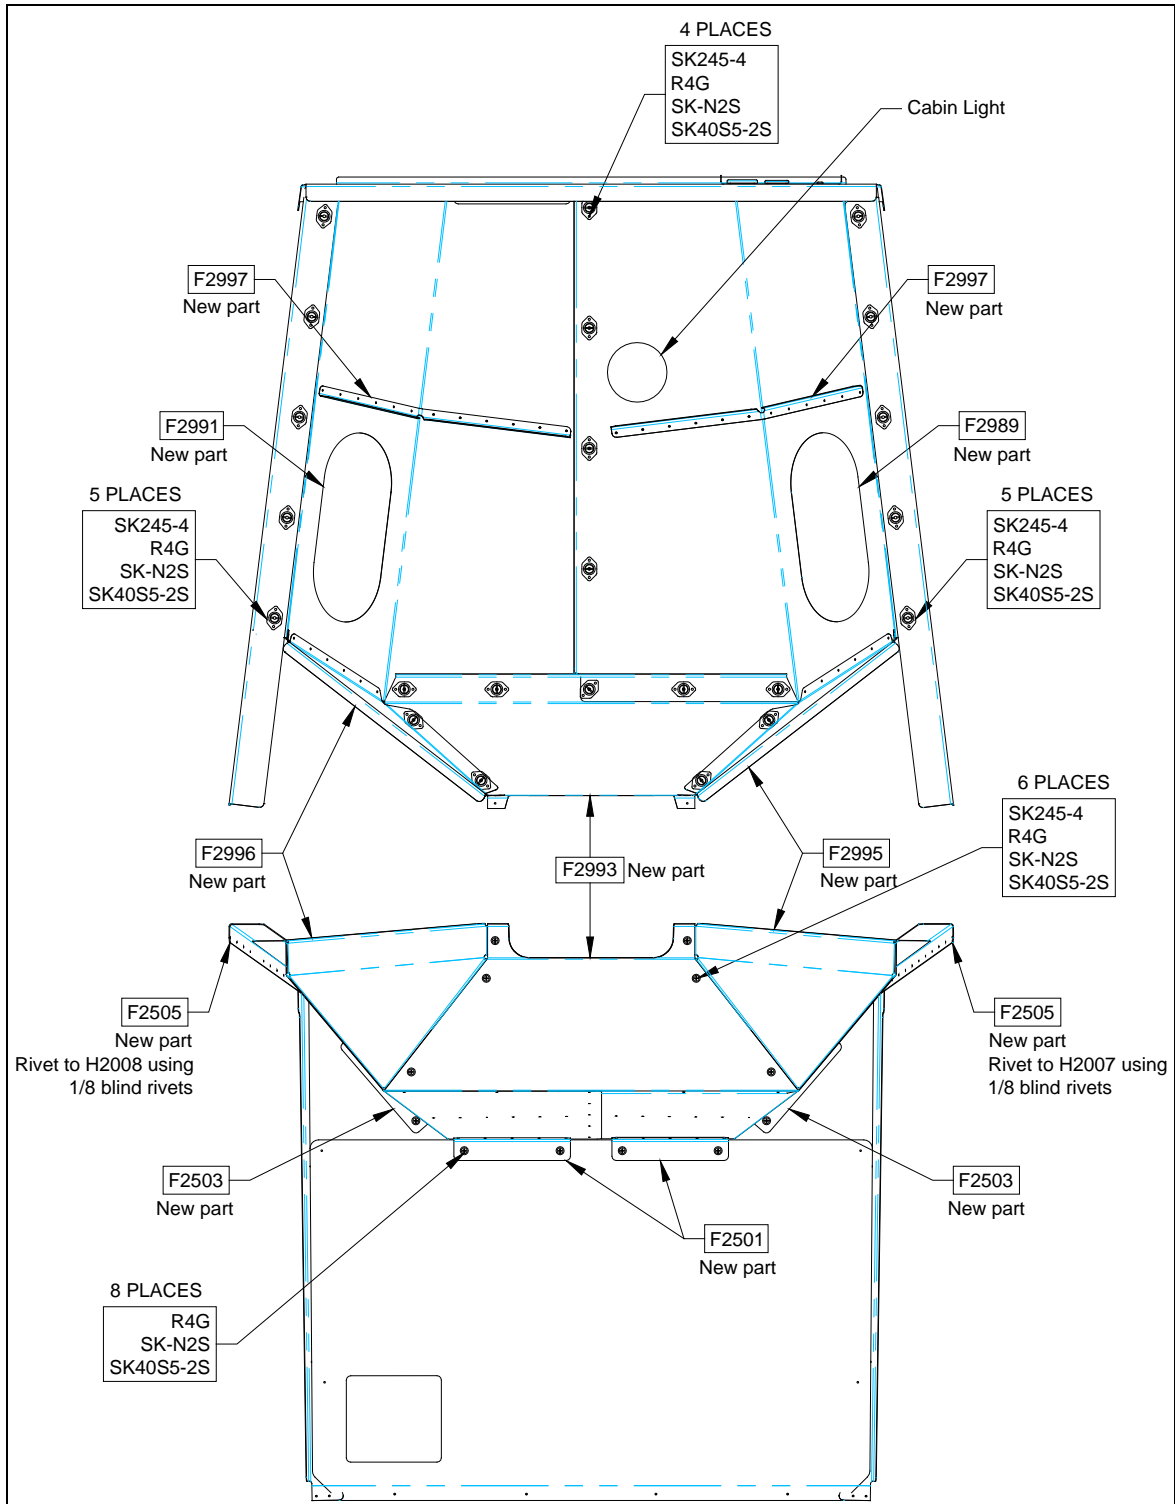 4 PLACES
SK245-4
R4G
SK-N2S
SK40S5-2S
Cabin Light
F2997
New part
F2997
New part
F2991
New part
F2989
New part
5 PLACES
SK245-4
R4G
SK-N2S
SK40S5-2S
5 PLACES
SK245-4
R4G
SK-N2S
SK40S5-2S
6 PLACES
SK245-4
R4G
SK-N2S
SK40S5-2S
F2996
New part
F2993 New part
F2995
New part
F2505
New part
Rivet to H2008 using
1/8 blind rivets
F2505
New part
Rivet to H2007 using
1/8 blind rivets
F2503
New part
F2503
New part
F2501
New part
8 PLACES
R4G
SK-N2S
SK40S5-2S